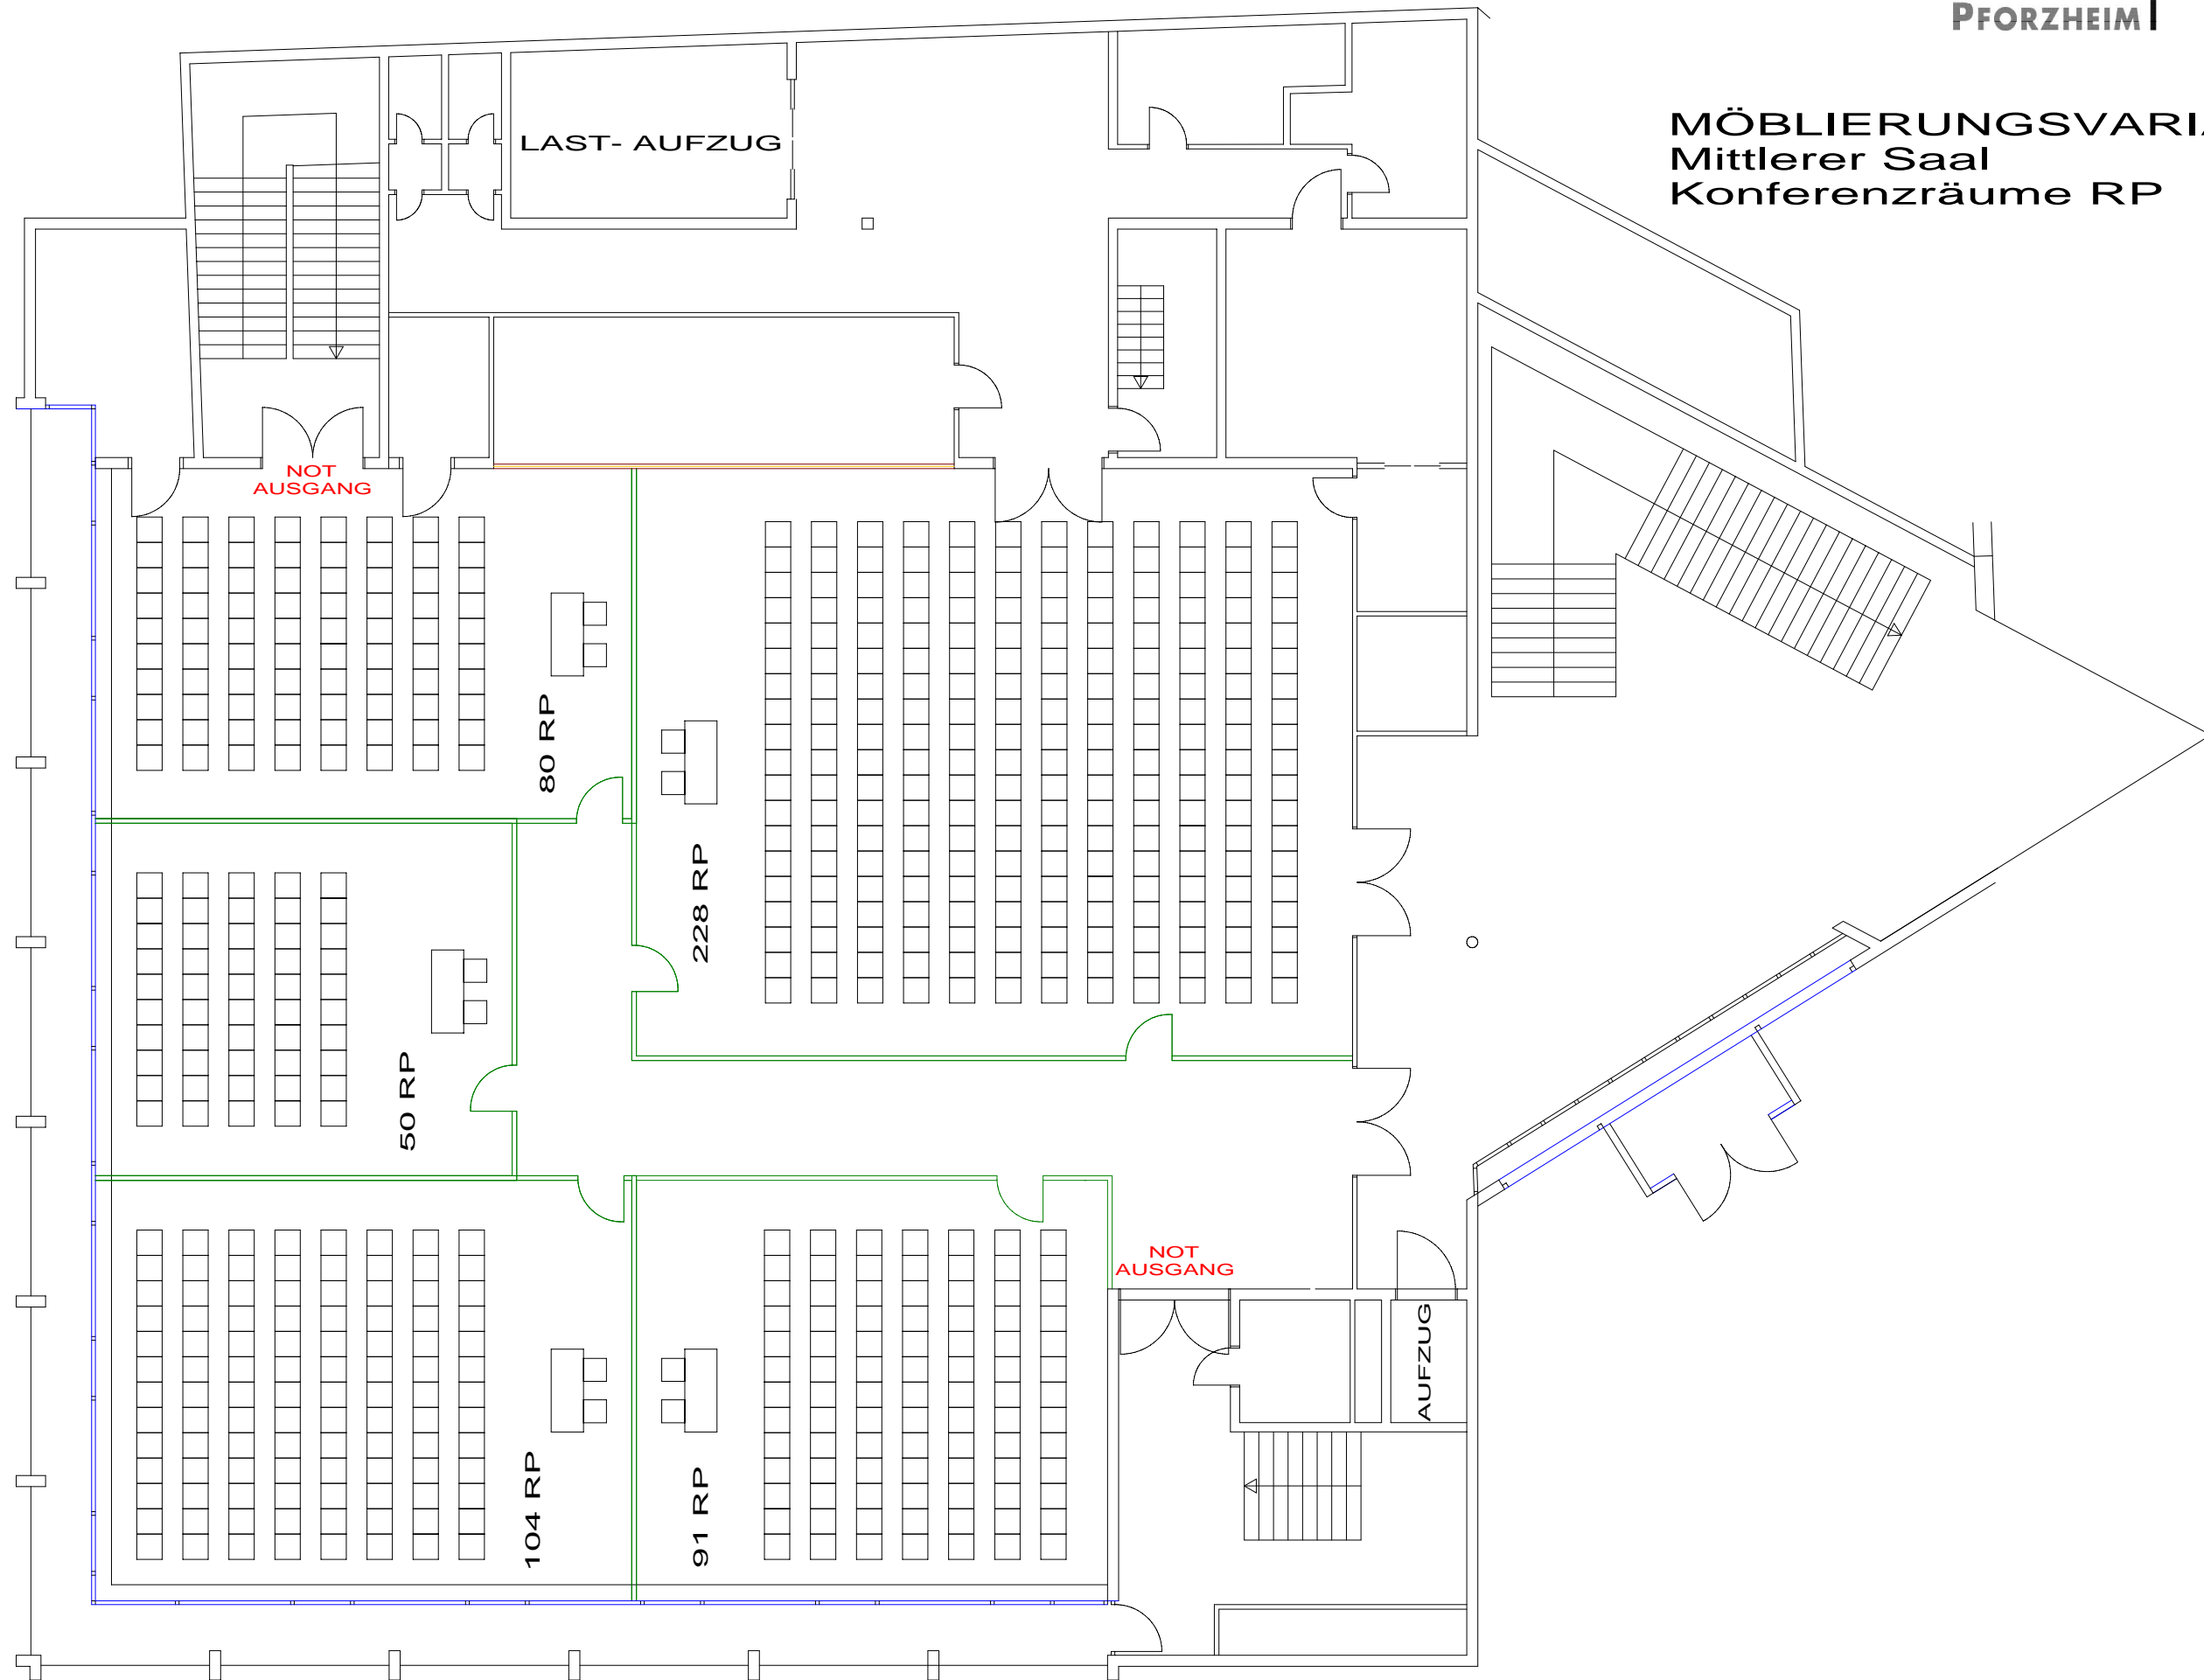 PFORZHEIM
Mittlerer Saal
Konferenzräume RP
LAST- AUFZUG
NOT
AUSGANG
80 RP
228 RP
50 RP
NOT
AUSGANG
AUFZUG
104 RP
91 RP